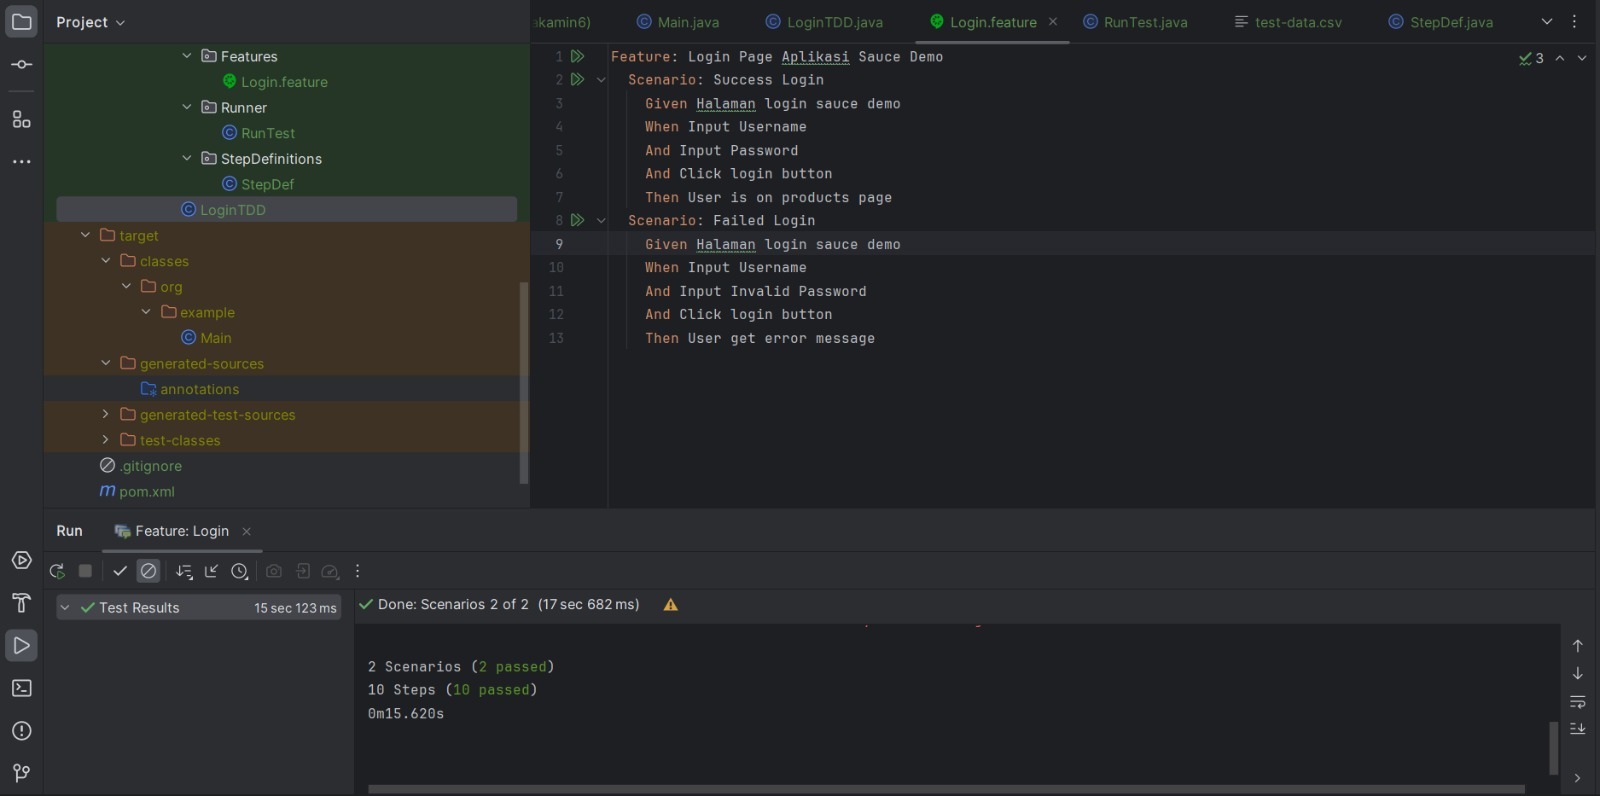 Project
ekamin6)
Main.java
LoginTDD.java
Login.feature
RunTest.java
test-data.csv
StepDef.java
Features
Login.feature
Runner
RunTest
StepDefinitions
StepDef
LoginTDD
target
classes
org
example
Main
generated-sources
annotations
generated-test-sources
test-classes
.gitignore
m pom.xml
1 Feature: Login Page Aplikasi Sauce Demo
2 Scenario: Success Login
3 Given Halaman login sauce demo
4 When Input Username
5 And Input Password
6 And Click login button
7 Then User is on products page
8 Scenario: Failed Login
9 Given Halaman login sauce demo
10 When Input Username
11 And Input Invalid Password
12 And Click login button
13 Then User get error message
3
Run
Feature: Login
Test Results 15 sec 123 ms
Done: Scenarios 2 of 2 (17 sec 682 ms)
2 Scenarios (2 passed)
10 Steps (10 passed)
0m15.620s